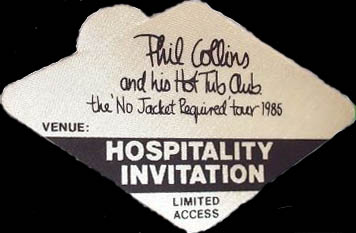 Phil Collins
and his Hot Tub Club.
the 'No Jacket Required' tour 1985
VENUE:
HOSPITALITY
INVITATION
LIMITED
ACCESS